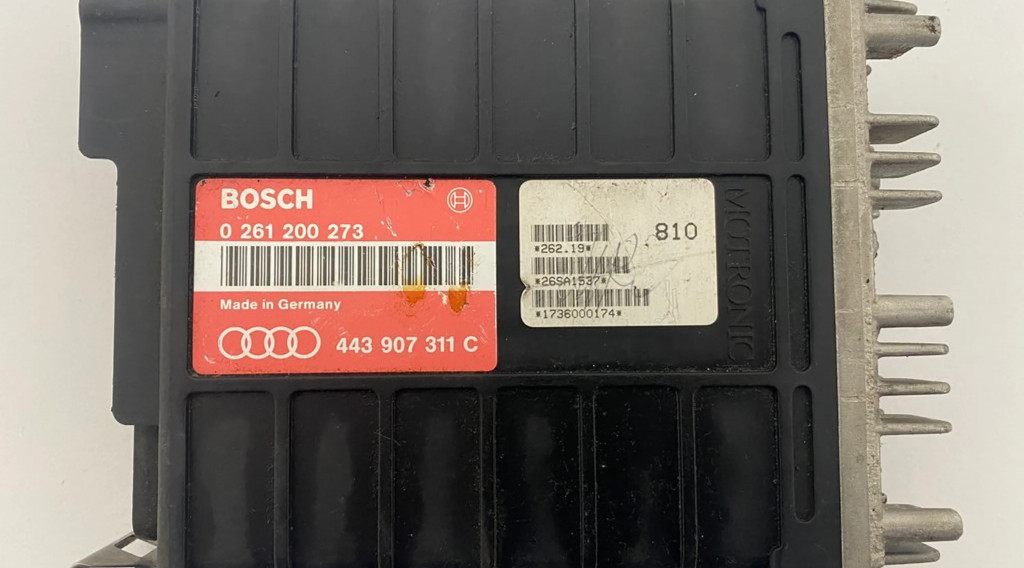 BOSCH
0 261 200 273
Made in Germany
443 907 311 C
810
*262.19*
*26SA1537*
*1736000174*
MOTRONIC